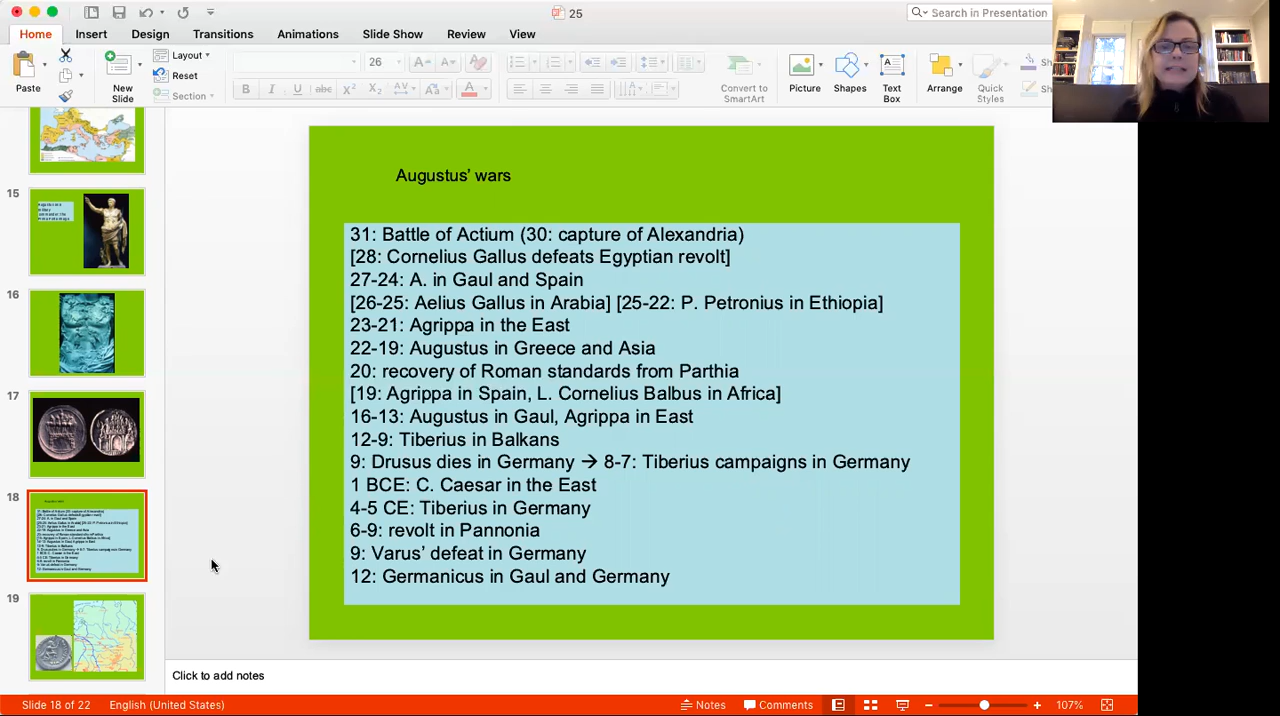 25
Search in Presentation
Home Insert Design Transitions Animations Slide Show Review View
Paste
New Slide
Layout
Reset
Section
26
B I U abc X² X₂ AV Aa A
Convert to SmartArt
Picture
Shapes
Text Box
Arrange
Quick Styles
Sh
Sh
15
16
17
18
19
Augustus' wars
31: Battle of Actium (30: capture of Alexandria)
[28: Cornelius Gallus defeats Egyptian revolt]
27-24: A. in Gaul and Spain
[26-25: Aelius Gallus in Arabia] [25-22: P. Petronius in Ethiopia]
23-21: Agrippa in the East
22-19: Augustus in Greece and Asia
20: recovery of Roman standards from Parthia
[19: Agrippa in Spain, L. Cornelius Balbus in Africa]
16-13: Augustus in Gaul, Agrippa in East
12-9: Tiberius in Balkans
9: Drusus dies in Germany → 8-7: Tiberius campaigns in Germany
1 BCE: C. Caesar in the East
4-5 CE: Tiberius in Germany
6-9: revolt in Pannonia
9: Varus' defeat in Germany
12: Germanicus in Gaul and Germany
Click to add notes
Slide 18 of 22 English (United States) Notes Comments 107%